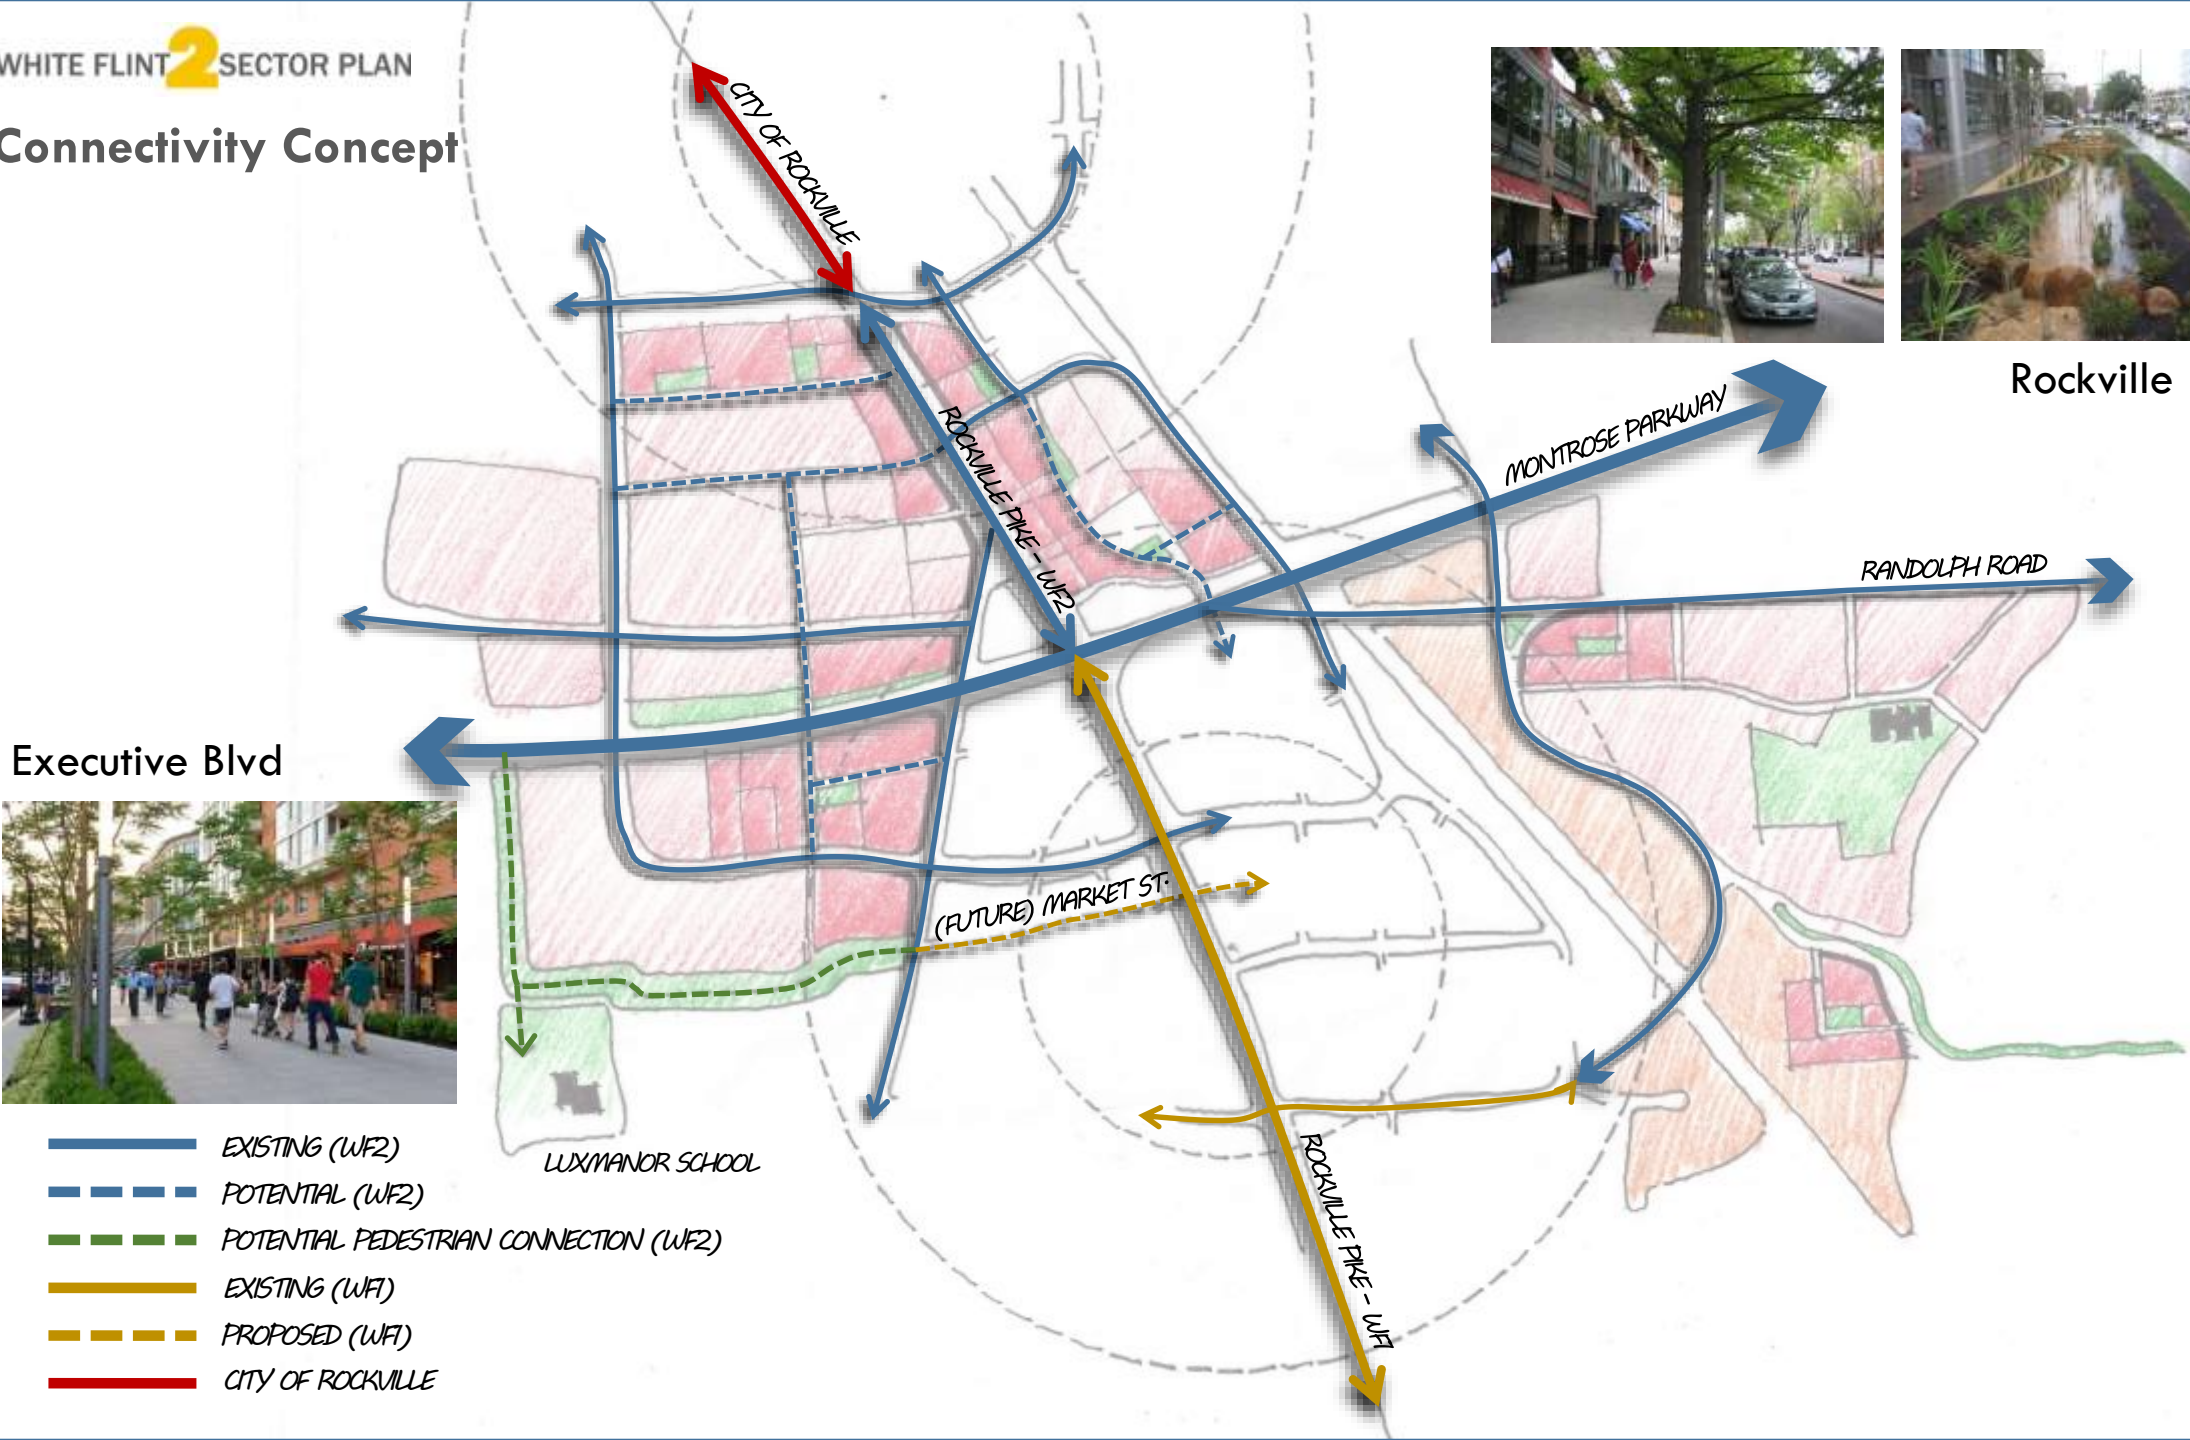 WHITE FLINT 2 SECTOR PLAN
Connectivity Concept
CITY OF ROCKVILLE
Rockville
MONTROSE PARKWAY
ROCKVILLE PIKE - WF2
RANDOLPH ROAD
Executive Blvd
(FUTURE) MARKET ST.
LUXMANOR SCHOOL
ROCKVILLE PIKE - WF1
EXISTING (WF2)
POTENTIAL (WF2)
POTENTIAL PEDESTRIAN CONNECTION (WF2)
EXISTING (WF1)
PROPOSED (WF1)
CITY OF ROCKVILLE